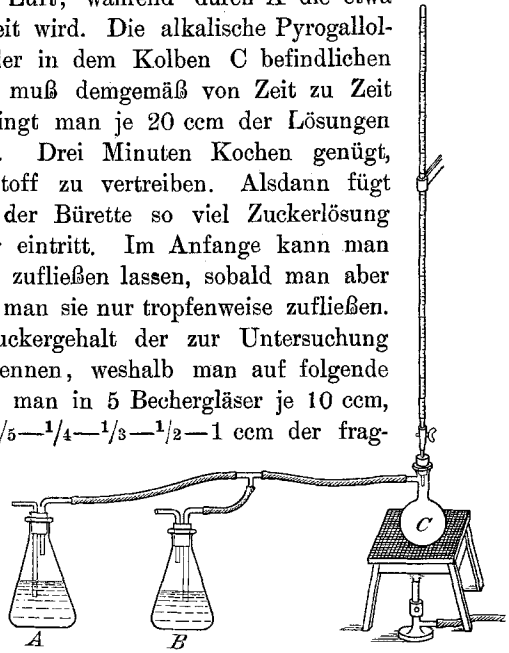 Luft, während durch A die etwa
eit wird. Die alkalische Pyrogallol-
er in dem Kolben C befindlichen
muß demgemäß von Zeit zu Zeit
ingt man je 20 ccm der Lösungen
. Drei Minuten Kochen genügt,
toff zu vertreiben. Alsdann fügt
der Bürette so viel Zuckerlösung
eintritt. Im Anfange kann man
zufließen lassen, sobald man aber
man sie nur tropfenweise zufließen.
uckergehalt der zur Untersuchung
ennen, weshalb man auf folgende
man in 5 Bechergläser je 10 ccm,
/5—1/4—1/3—1/2—1 ccm der frag-
C
A
B